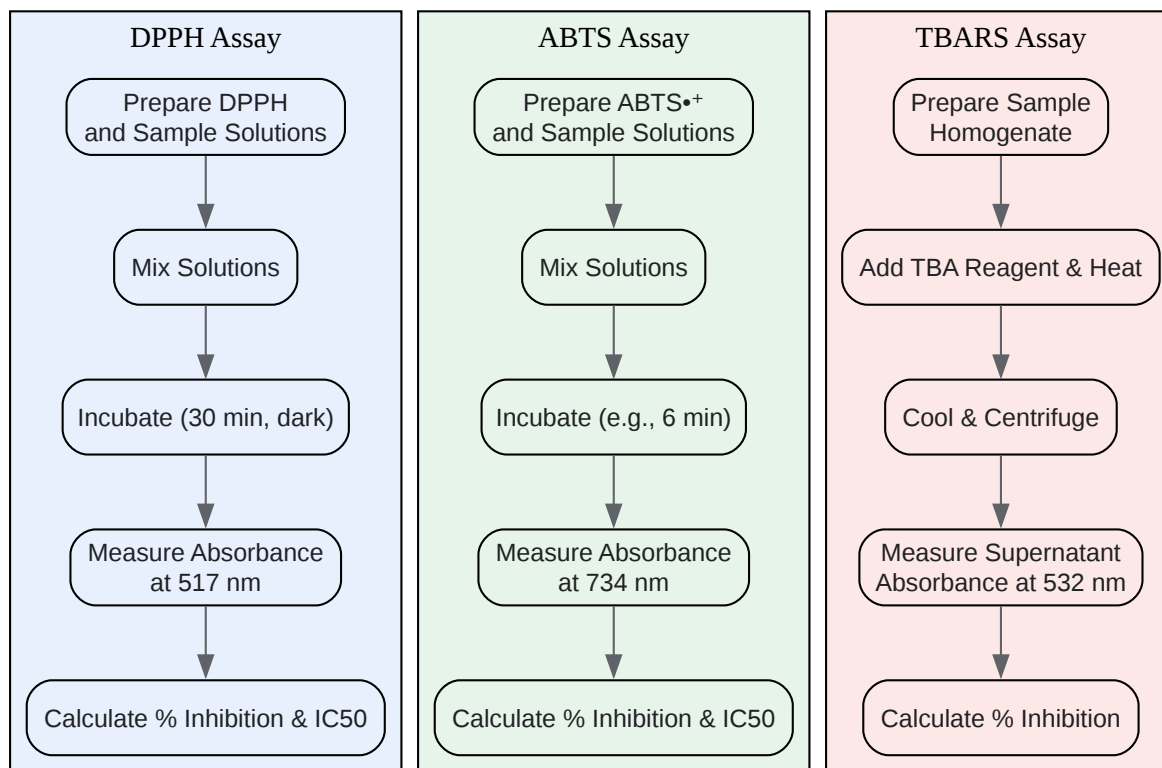 DPPH Assay
Prepare DPPH
and Sample Solutions
Mix Solutions
Incubate (30 min, dark)
Measure Absorbance
at 517 nm
Calculate % Inhibition & IC50
ABTS Assay
Prepare ABTS•⁺
and Sample Solutions
Mix Solutions
Incubate (e.g., 6 min)
Measure Absorbance
at 734 nm
Calculate % Inhibition & IC50
TBARS Assay
Prepare Sample
Homogenate
Add TBA Reagent & Heat
Cool & Centrifuge
Measure Supernatant
Absorbance at 532 nm
Calculate % Inhibition